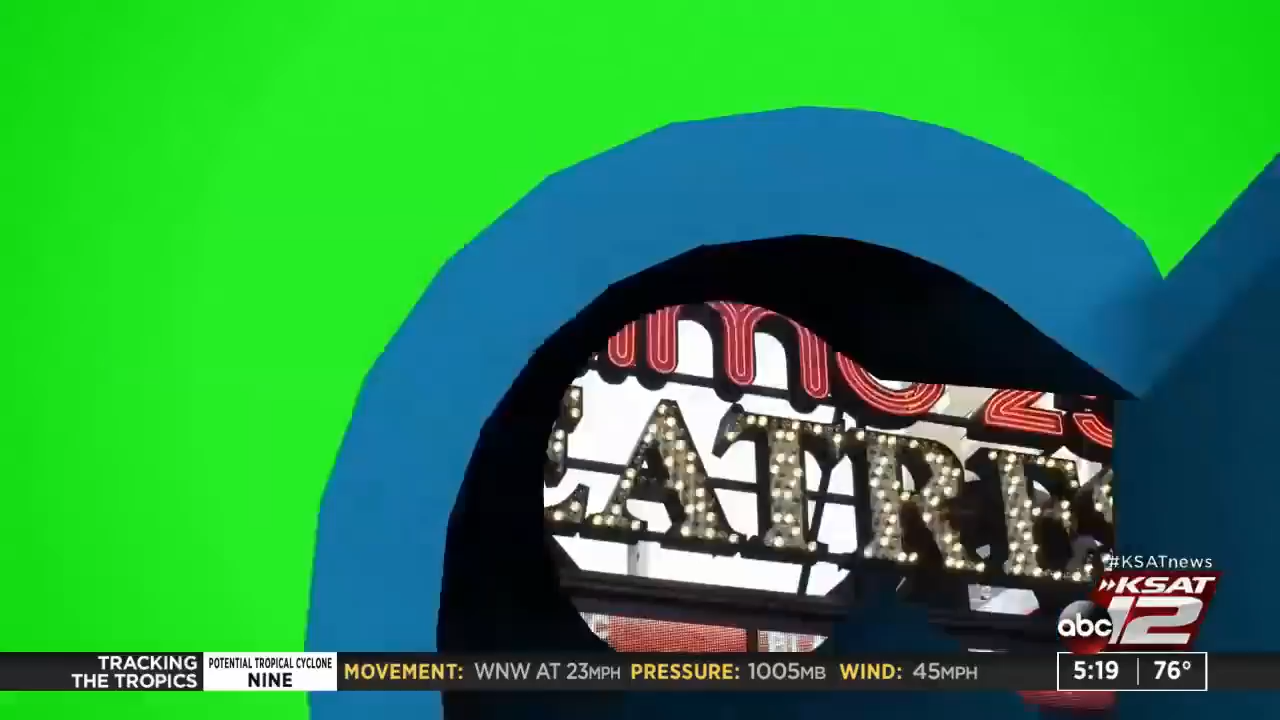 EATRES
#KSATnews
KSAT
abc 12
TRACKING THE TROPICS
POTENTIAL TROPICAL CYCLONE NINE
MOVEMENT: WNW AT 23MPH PRESSURE: 1005MB WIND: 45MPH
5:19 76°